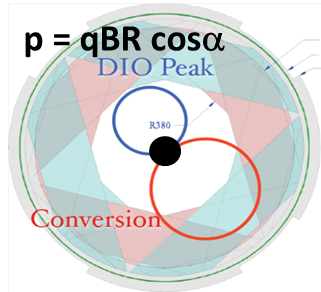 p = qBR cosα
DIO Peak
R380
Conversion